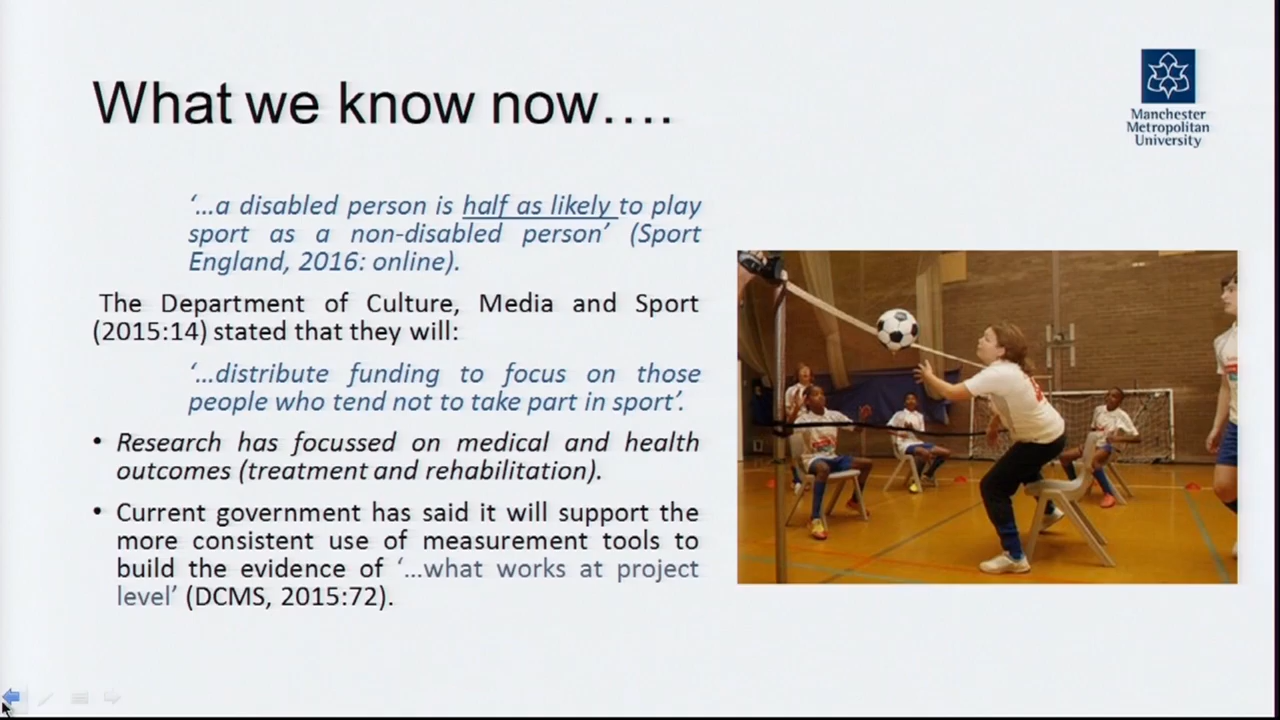 What we know now….
Manchester
Metropolitan
University
‘…a disabled person is half as likely to play
sport as a non-disabled person’ (Sport
England, 2016: online).
The Department of Culture, Media and Sport
(2015:14) stated that they will:
‘…distribute funding to focus on those
people who tend not to take part in sport’.
• Research has focussed on medical and health
outcomes (treatment and rehabilitation).
• Current government has said it will support the
more consistent use of measurement tools to
build the evidence of ‘…what works at project
level’ (DCMS, 2015:72).